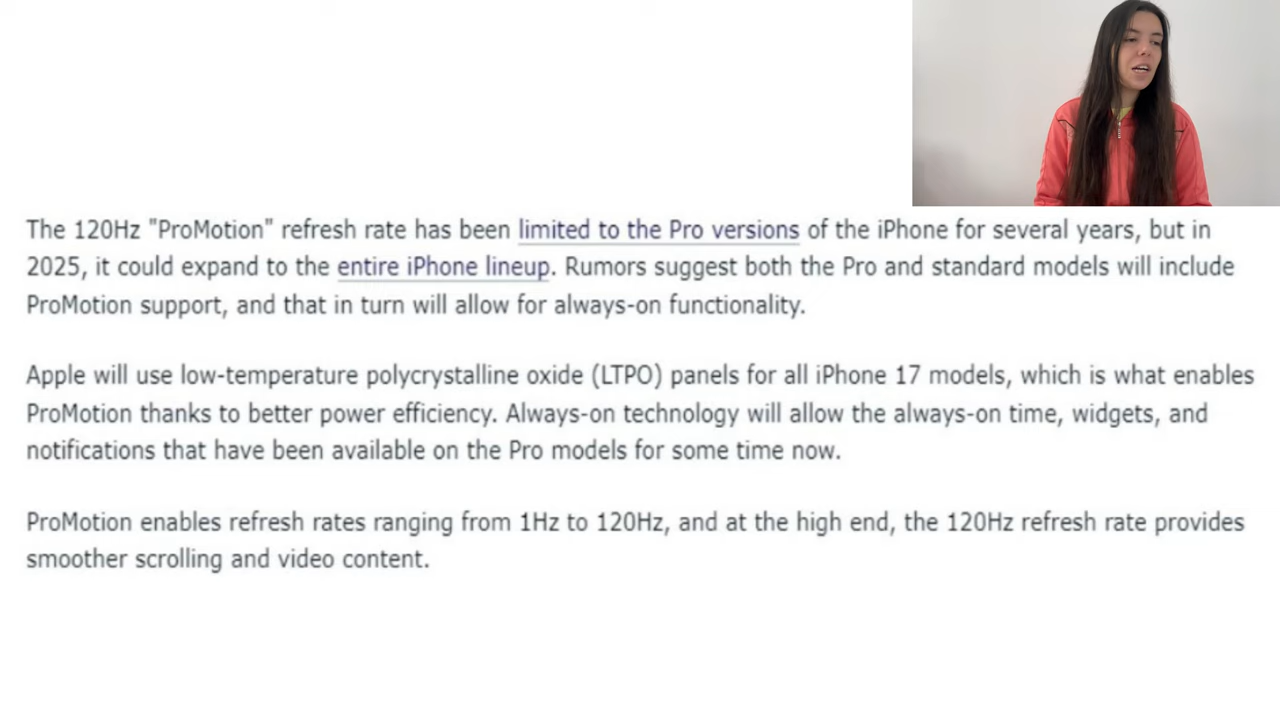 The 120Hz "ProMotion" refresh rate has been limited to the Pro versions of the iPhone for several years, but in
2025, it could expand to the entire iPhone lineup. Rumors suggest both the Pro and standard models will include
ProMotion support, and that in turn will allow for always-on functionality.
Apple will use low-temperature polycrystalline oxide (LTPO) panels for all iPhone 17 models, which is what enables
ProMotion thanks to better power efficiency. Always-on technology will allow the always-on time, widgets, and
notifications that have been available on the Pro models for some time now.
ProMotion enables refresh rates ranging from 1Hz to 120Hz, and at the high end, the 120Hz refresh rate provides
smoother scrolling and video content.